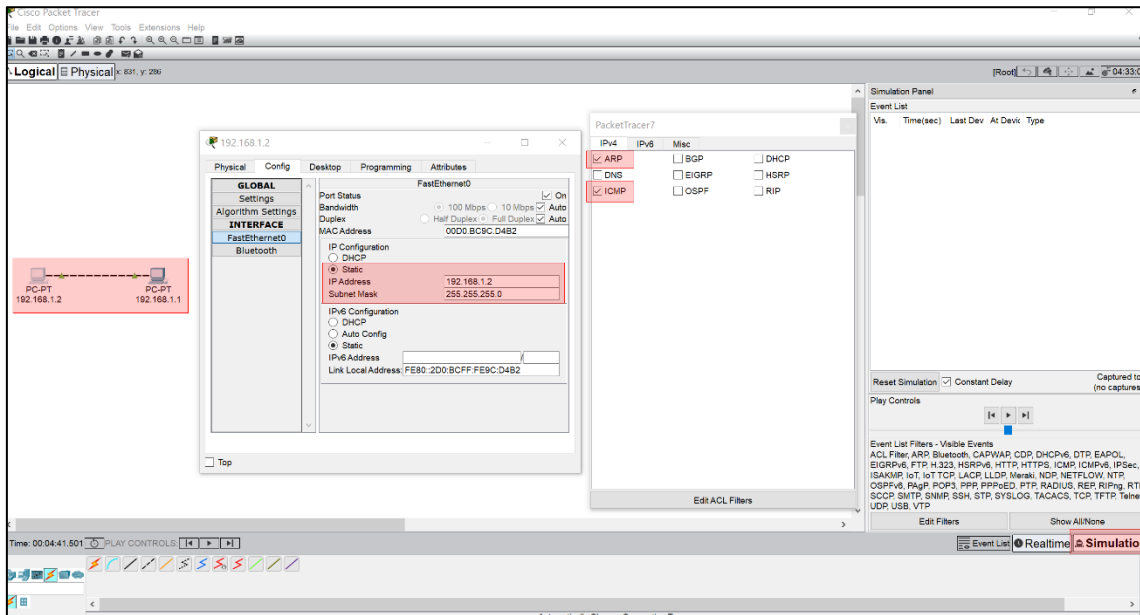 Cisco Packet Tracer
File Edit Options View Tools Extensions Help
Logical Physical x: 831, y: 286
[Root] 04:33:0
Simulation Panel
Event List
Vis. Time(sec) Last Dev At Devic Type
192.168.1.2
Physical Config Desktop Programming Attributes
GLOBAL
Settings
Algorithm Settings
INTERFACE
FastEthernet0
Bluetooth
FastEthernet0
Port Status On
Bandwidth 100 Mbps 10 Mbps Auto
Duplex Half Duplex Full Duplex Auto
MAC Address 00D0.BC9C.D4B2
IP Configuration
DHCP
Static
IP Address 192.168.1.2
Subnet Mask 255.255.255.0
IPv6 Configuration
DHCP
Auto Config
Static
IPv6 Address /
Link Local Address: FE80::2D0:BCFF:FE9C:D4B2
Top
PC-PT
192.168.1.2
PC-PT
192.168.1.1
PacketTracer7
IPv4 IPv6 Misc
ARP BGP DHCP
DNS EIGRP HSRP
ICMP OSPF RIP
Edit ACL Filters
Reset Simulation Constant Delay
Captured to
(no captures
Play Controls
Event List Filters - Visible Events
ACL Filter, ARP, Bluetooth, CAPWAP, CDP, DHCPv6, DTP, EAPOL,
EIGRPv6, FTP, H.323, HSRPv6, HTTP, HTTPS, ICMP, ICMPv6, IPSec,
ISAKMP, IoT, IoT TCP, LACP, LLDP, Meraki, NDP, NETFLOW, NTP,
OSPFv6, PAgP, POP3, PPP, PPPoED, PTP, RADIUS, REP, RIPng, RT
SCCP, SMTP, SNMP, SSH, STP, SYSLOG, TACACS, TCP, TFTP, Telne
UDP, USB, VTP
Edit Filters Show All/None
Time: 00:04:41.501 PLAY CONTROLS:
Event List Realtime Simulatio